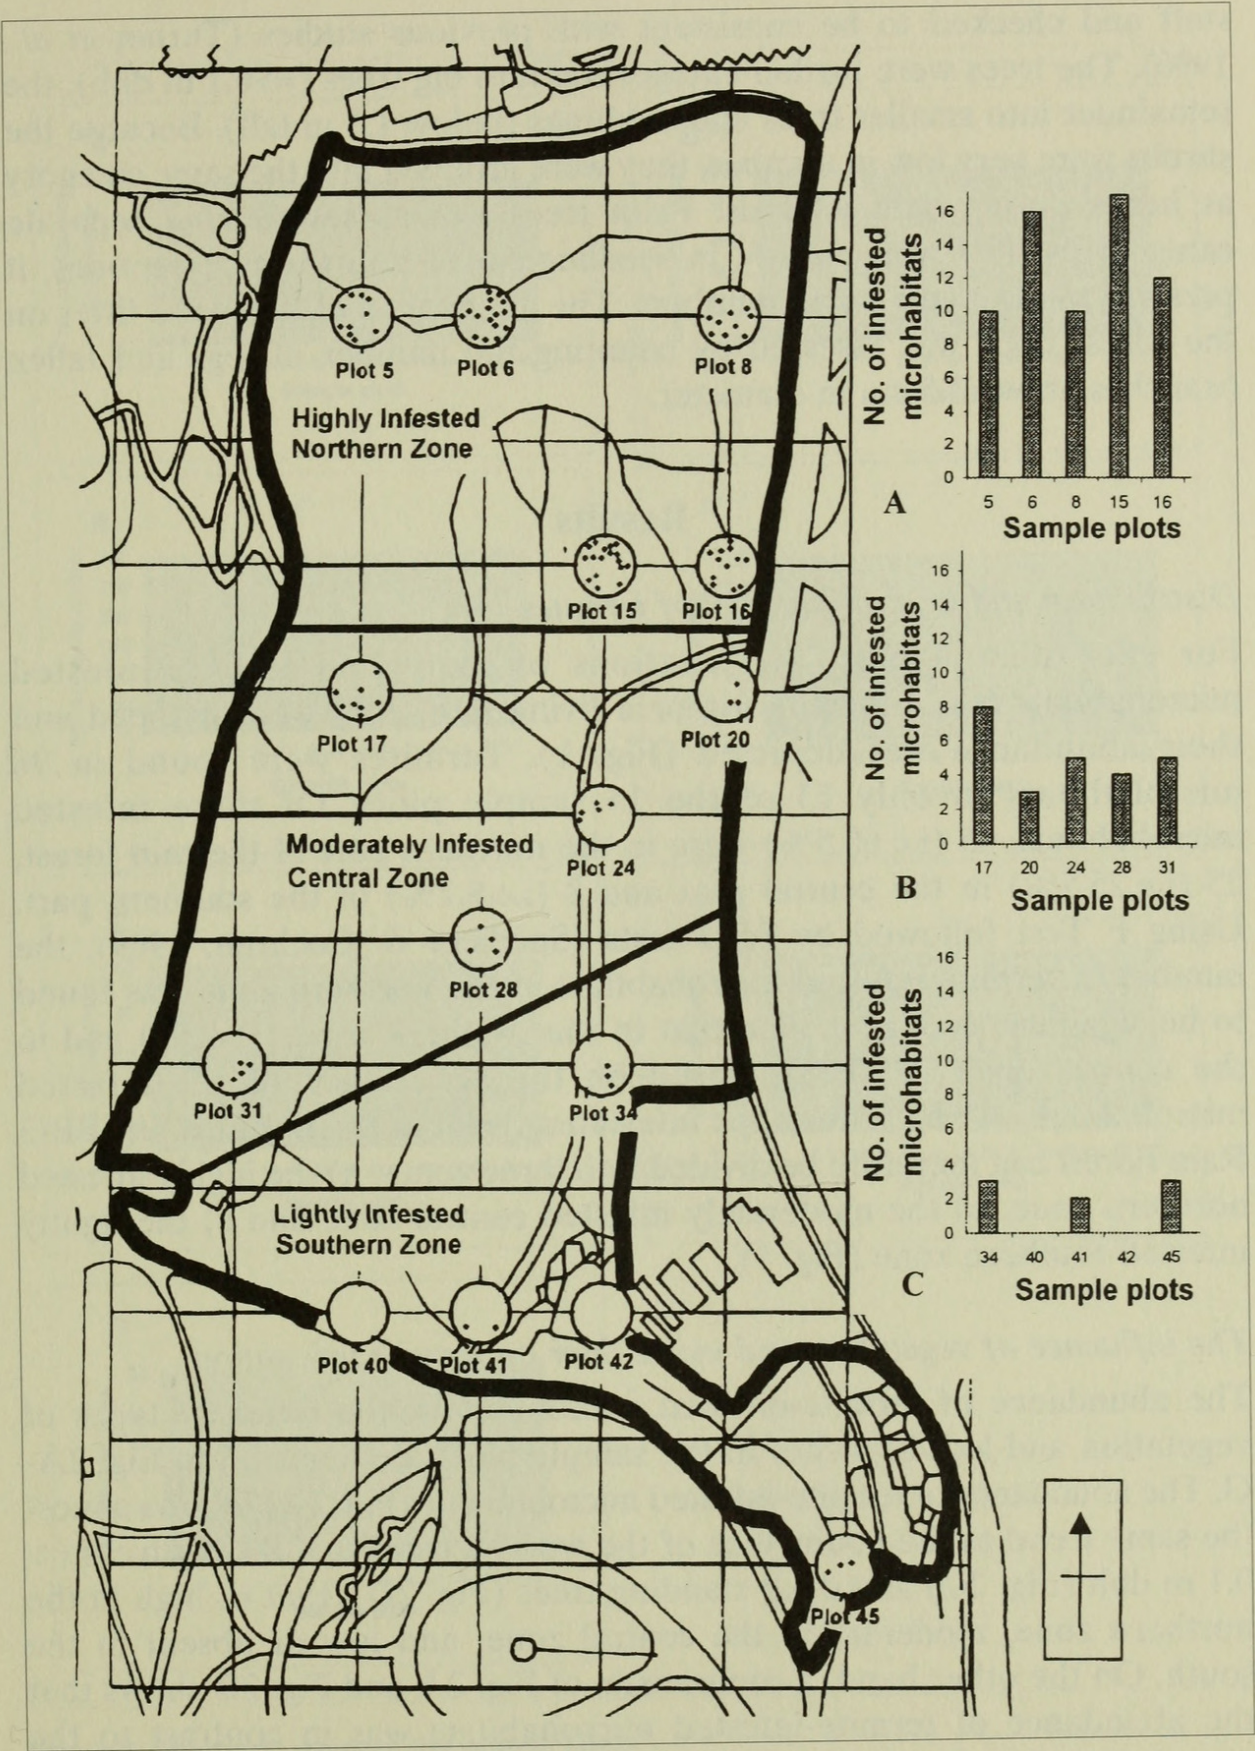 Plot 5
Plot 6
Plot 8
Highly Infested
Northern Zone
Plot 15
Plot 16
Plot 17
Plot 20
Moderately Infested
Central Zone
Plot 24
Plot 28
Plot 31
Plot 34
Lightly Infested
Southern Zone
Plot 40
Plot 41
Plot 42
Plot 45
No. of infested
microhabitats
16
14
12
10
8
6
4
2
0
5 6 8 15 16
A
Sample plots
No. of infested
microhabitats
16
14
12
10
8
6
4
2
0
17 20 24 28 31
B
Sample plots
No. of infested
microhabitats
16
14
12
10
8
6
4
2
0
34 40 41 42 45
C
Sample plots